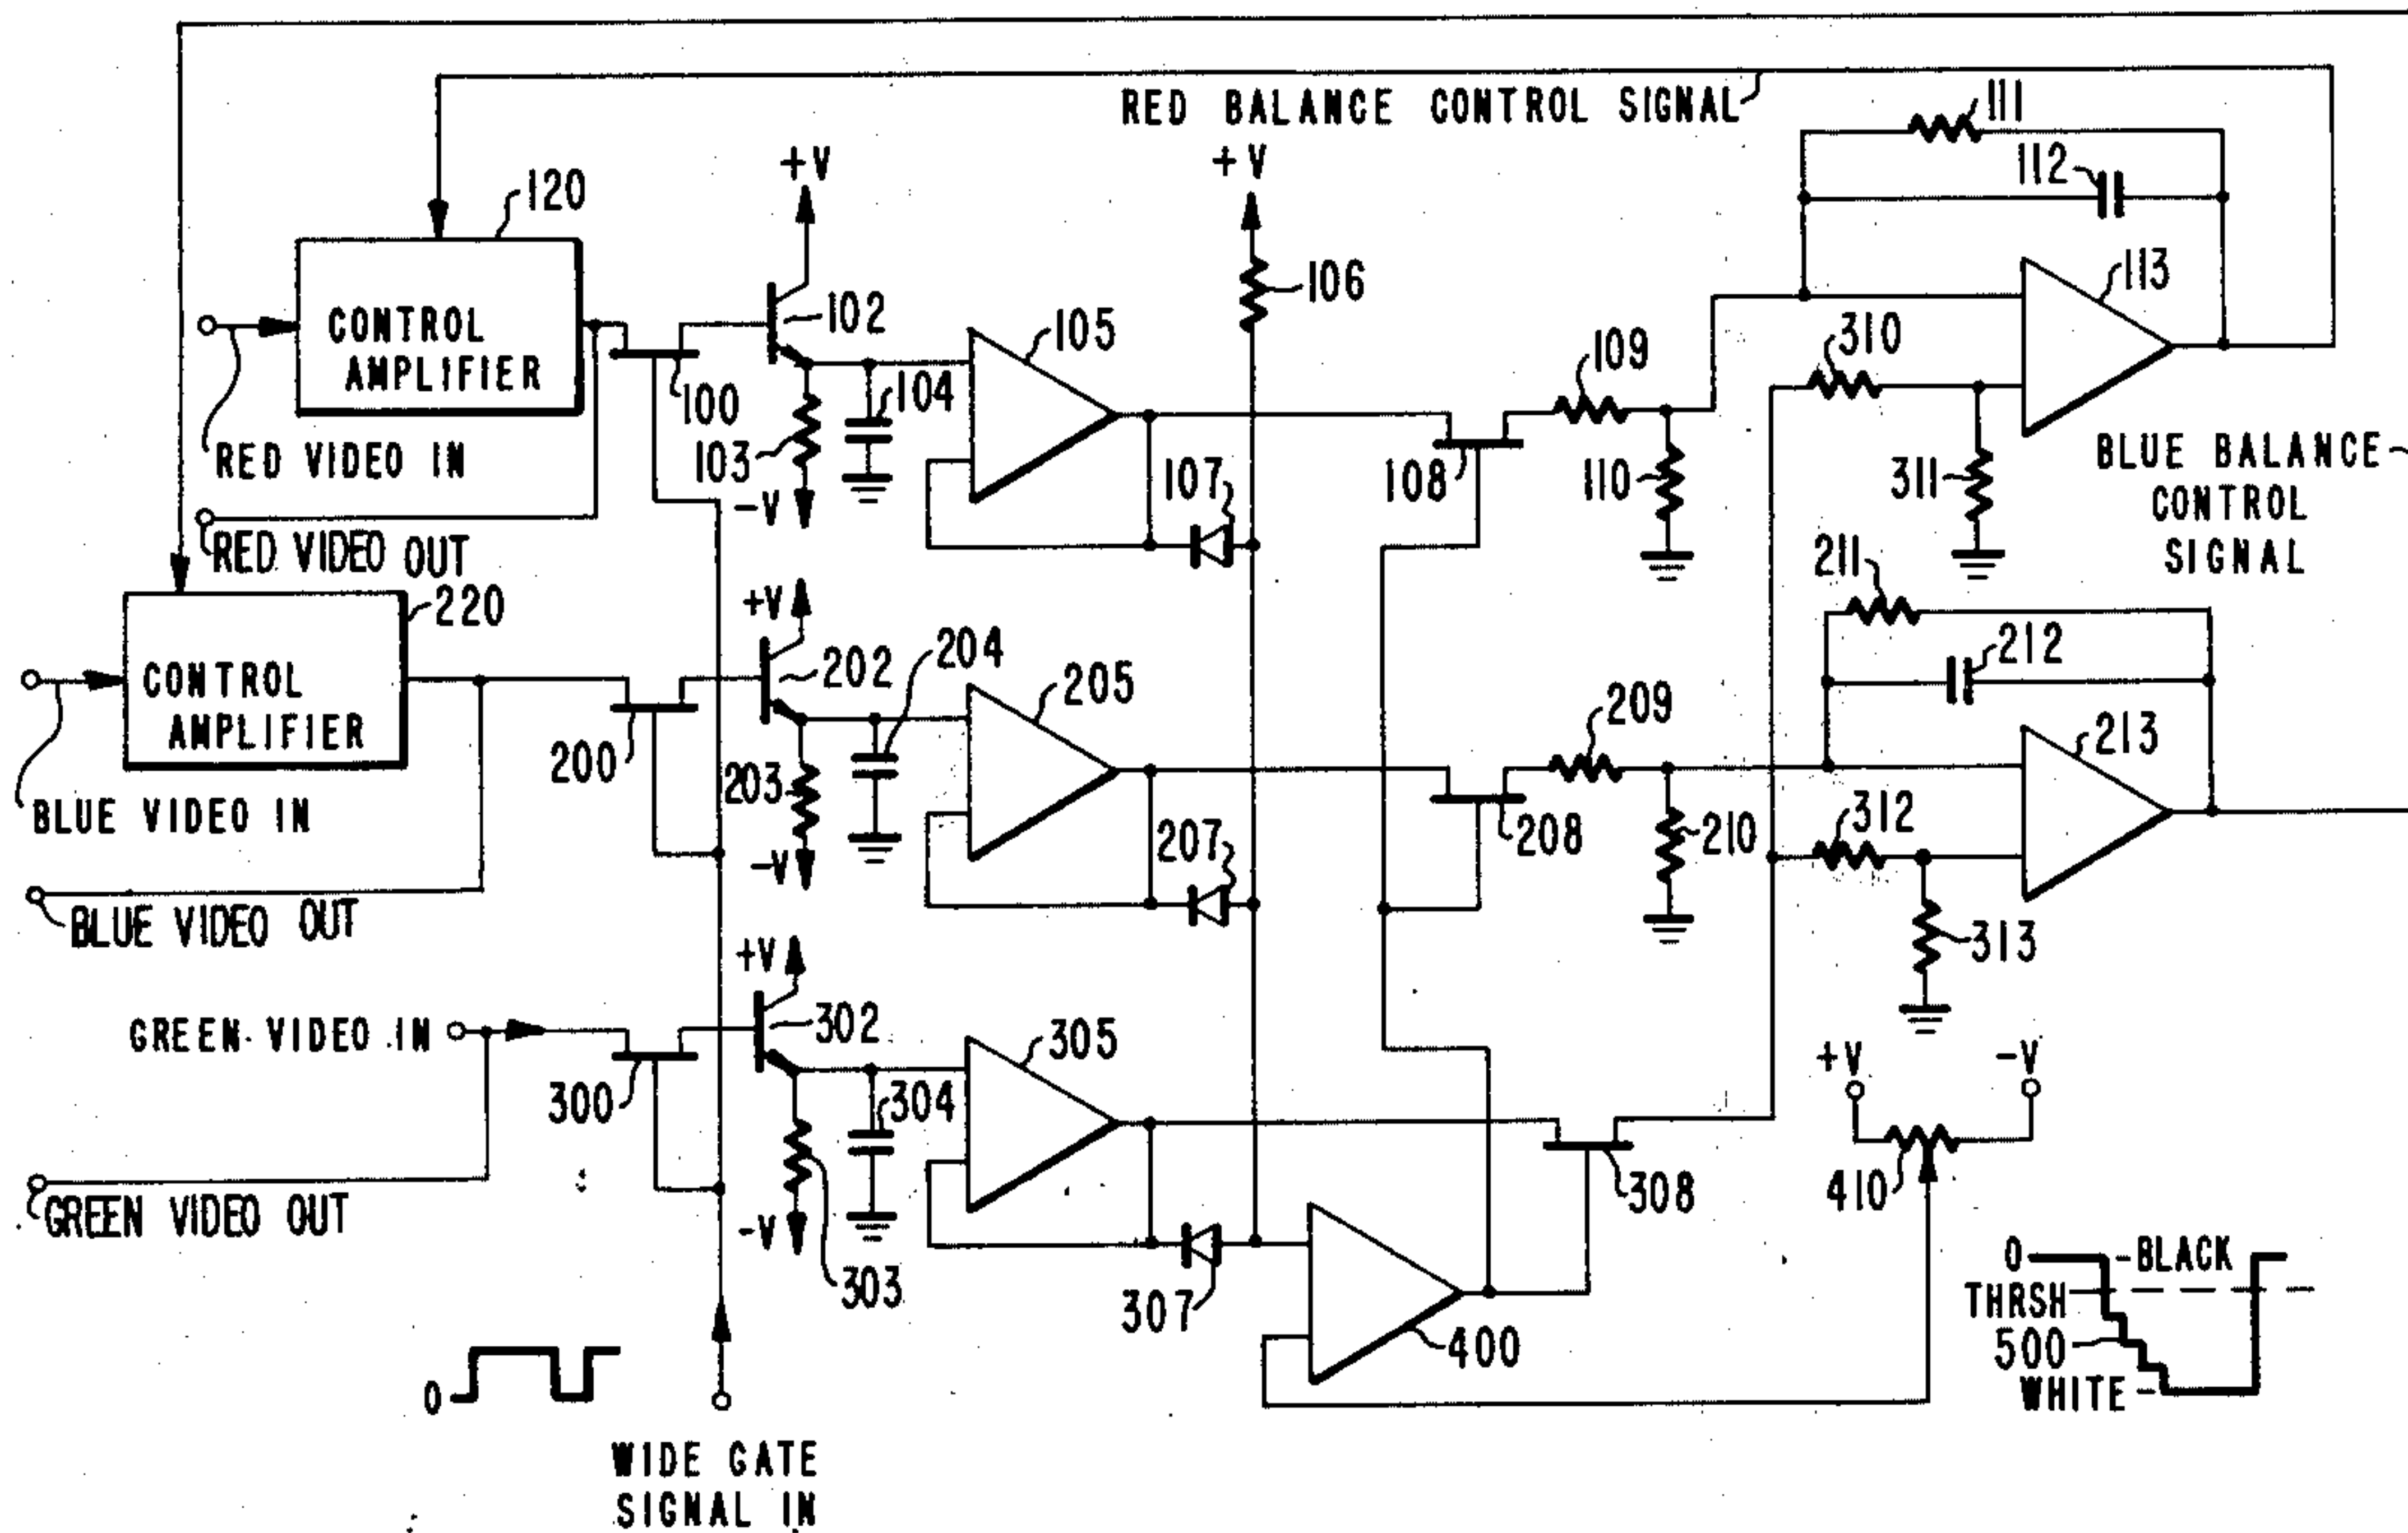 RED BALANCE CONTROL SIGNAL
111
+V
+V
112
120
113
102
106
CONTROL
AMPLIFIER
105
310
109
100
104
RED VIDEO IN
103
BLUE BALANCE
CONTROL
SIGNAL
-V
107
108
110
311
RED VIDEO OUT
211
220
+V
204
212
CONTROL
AMPLIFIER
202
205
209
213
200
203
BLUE VIDEO IN
312
207
208
210
-V
BLUE VIDEO OUT
313
+V
GREEN VIDEO IN
302
305
+V
-V
300
304
308
410
GREEN VIDEO OUT
-V
0
-BLACK
303
307
THRSH
400
500
WHITE
0
WIDE GATE
SIGNAL IN